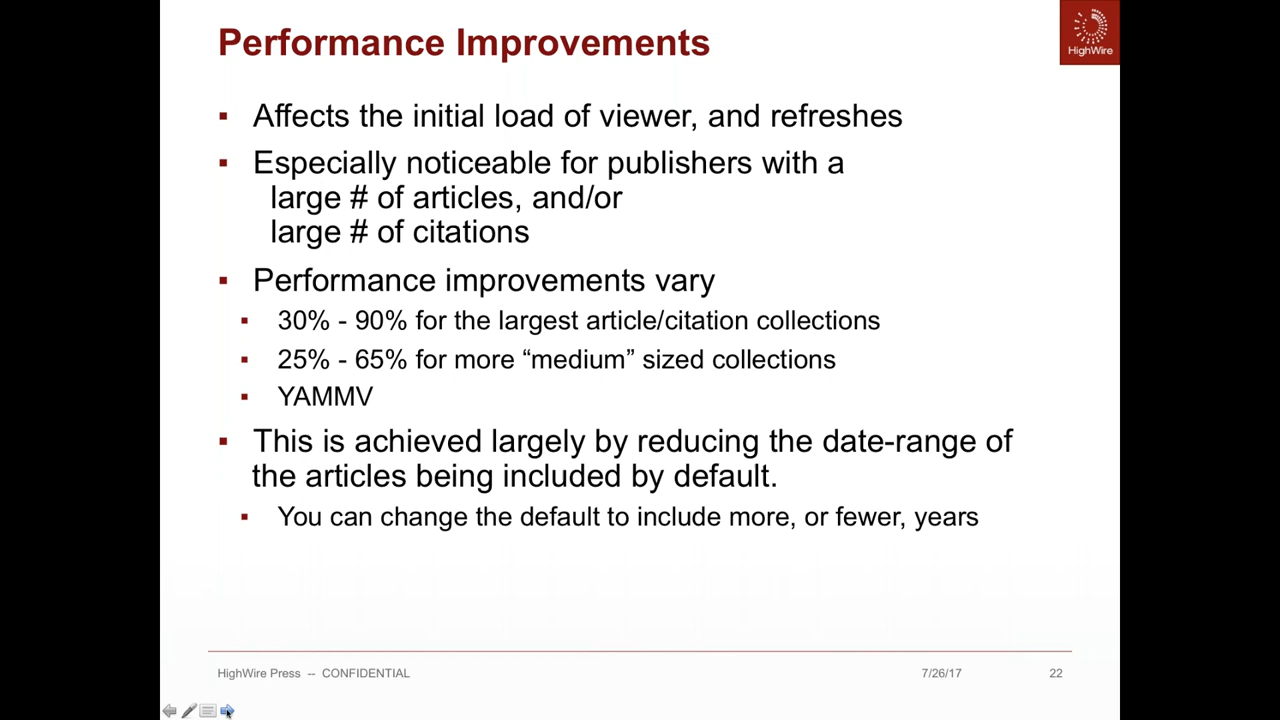 Performance Improvements
HighWire
▪ Affects the initial load of viewer, and refreshes
▪ Especially noticeable for publishers with a
large # of articles, and/or
large # of citations
▪ Performance improvements vary
▪ 30% - 90% for the largest article/citation collections
▪ 25% - 65% for more “medium” sized collections
▪ YAMMV
▪ This is achieved largely by reducing the date-range of
the articles being included by default.
▪ You can change the default to include more, or fewer, years
HighWire Press -- CONFIDENTIAL 7/26/17 22